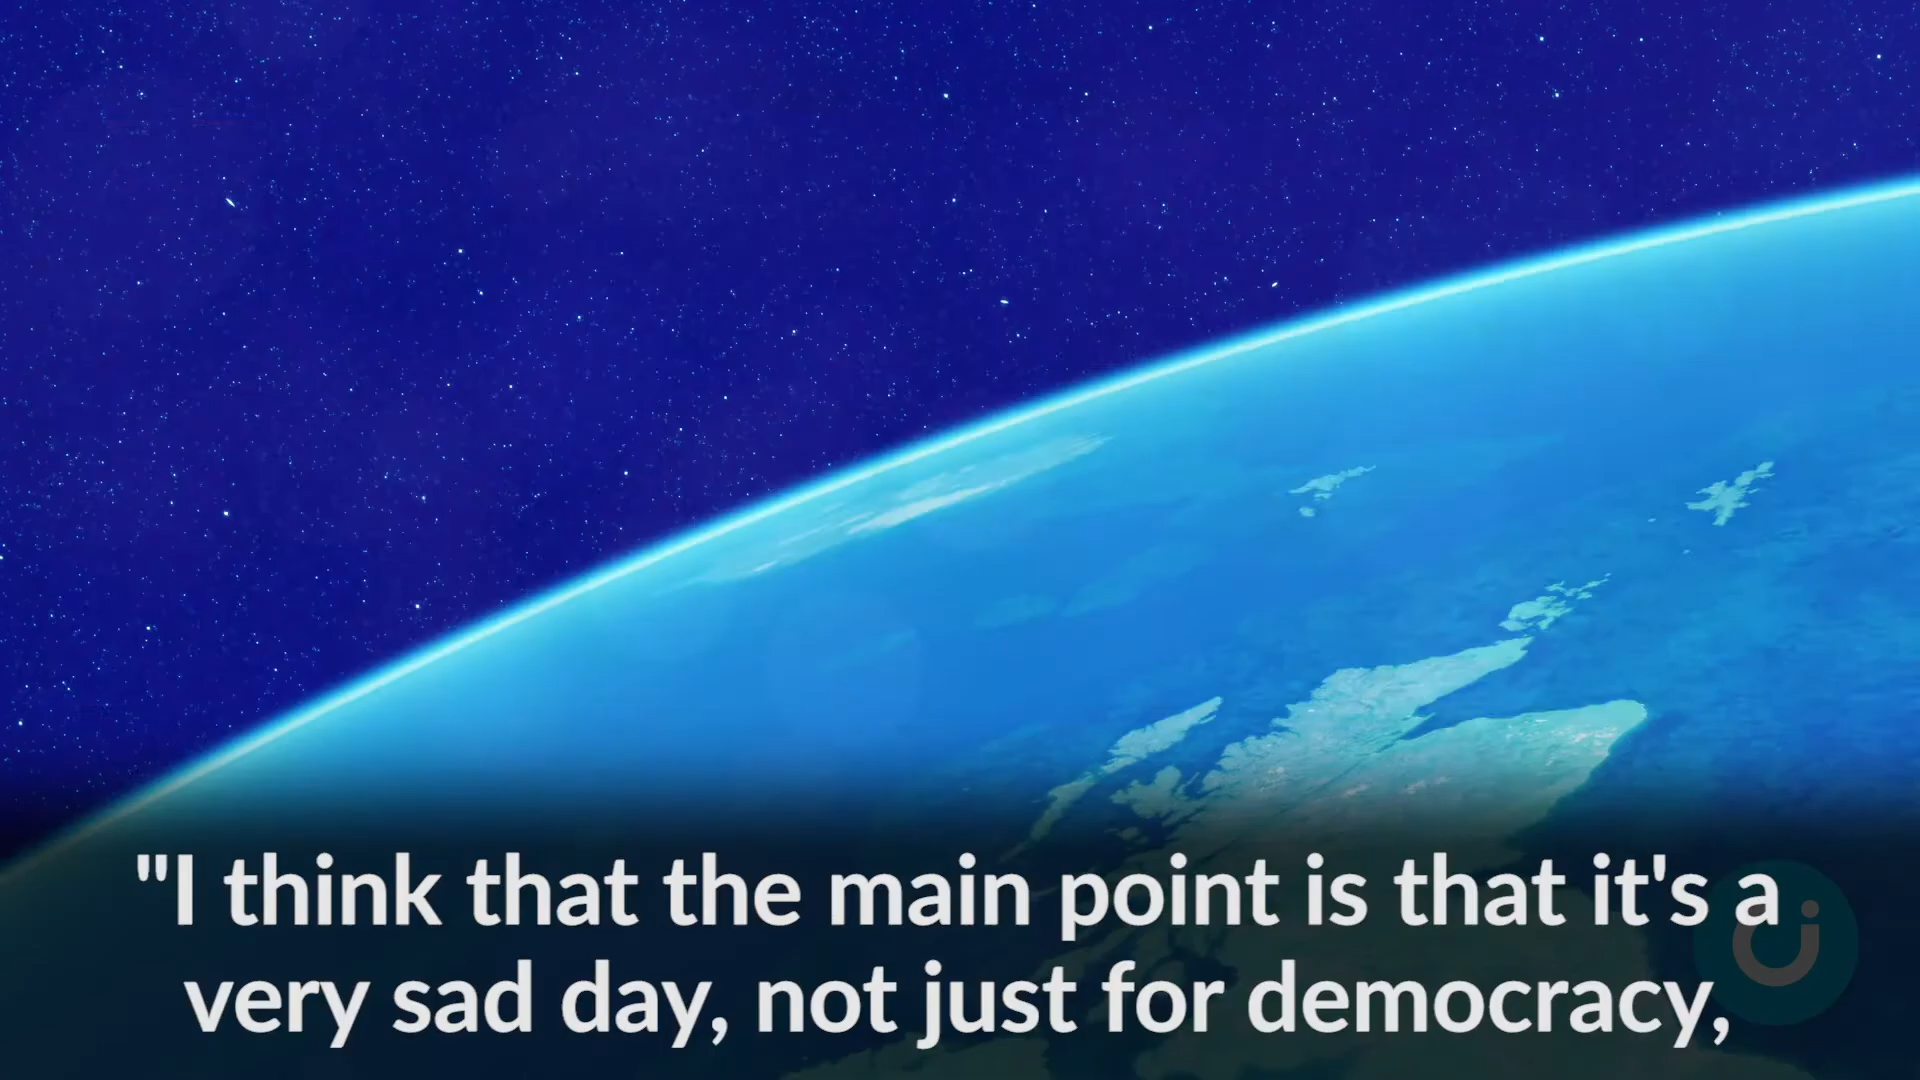 "I think that the main point is that it's a
very sad day, not just for democracy,